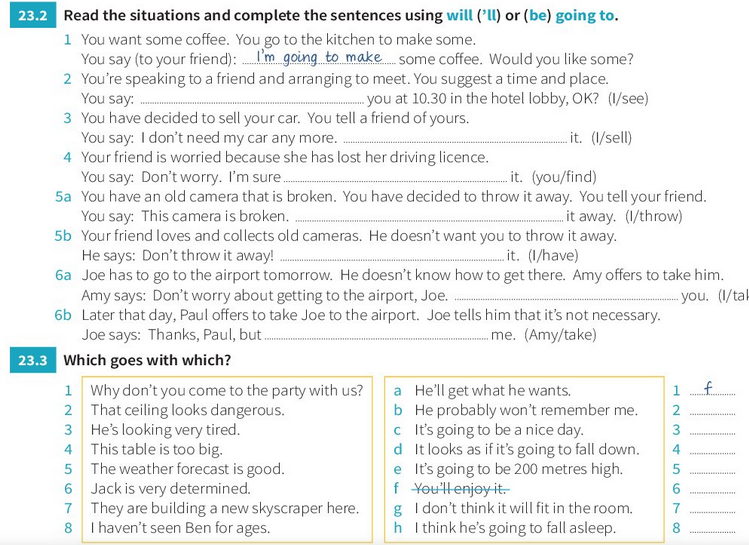 23.2 Read the situations and complete the sentences using will ('ll) or (be) going to.
1 You want some coffee. You go to the kitchen to make some.
You say (to your friend): I'm going to make some coffee. Would you like some?
2 You're speaking to a friend and arranging to meet. You suggest a time and place.
You say: ........ you at 10.30 in the hotel lobby, OK? (I/see)
3 You have decided to sell your car. You tell a friend of yours.
You say: I don't need my car any more. ........ it. (I/sell)
4 Your friend is worried because she has lost her driving licence.
You say: Don't worry. I'm sure ........ it. (you/find)
5a You have an old camera that is broken. You have decided to throw it away. You tell your friend.
You say: This camera is broken. ........ it away. (I/throw)
5b Your friend loves and collects old cameras. He doesn't want you to throw it away.
He says: Don't throw it away! ........ it. (I/have)
6a Joe has to go to the airport tomorrow. He doesn't know how to get there. Amy offers to take him.
Amy says: Don't worry about getting to the airport, Joe. ........ you. (I/tak
6b Later that day, Paul offers to take Joe to the airport. Joe tells him that it's not necessary.
Joe says: Thanks, Paul, but ........ me. (Amy/take)
23.3 Which goes with which?
1 Why don't you come to the party with us?
2 That ceiling looks dangerous.
3 He's looking very tired.
4 This table is too big.
5 The weather forecast is good.
6 Jack is very determined.
7 They are building a new skyscraper here.
8 I haven't seen Ben for ages.
a He'll get what he wants.
b He probably won't remember me.
c It's going to be a nice day.
d It looks as if it's going to fall down.
e It's going to be 200 metres high.
f You'll enjoy it.
g I don't think it will fit in the room.
h I think he's going to fall asleep.
1 f
2 ........
3 ........
4 ........
5 ........
6 ........
7 ........
8 ........